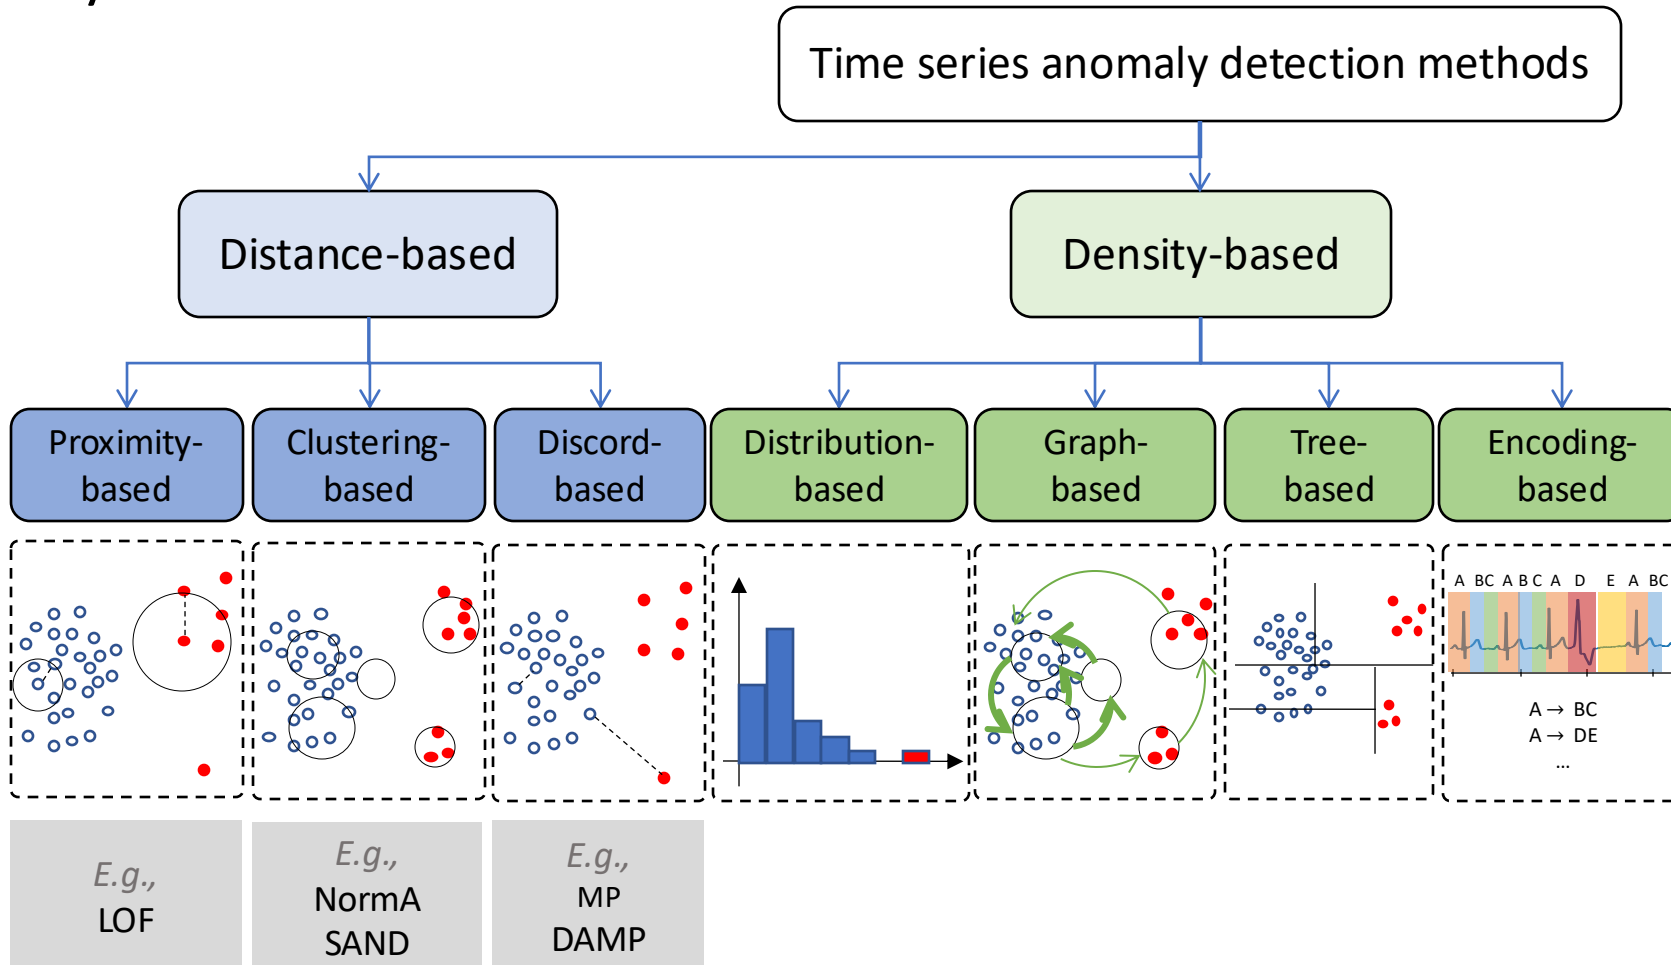 Time series anomaly detection methods
Distance-based
Density-based
Proximity-
based
Clustering-
based
Discord-
based
Distribution-
based
Graph-
based
Tree-
based
Encoding-
based
A BC A B C A D E A BC
A → BC
A → DE
...
E.g.,
LOF
E.g.,
NormA
SAND
E.g.,
MP
DAMP